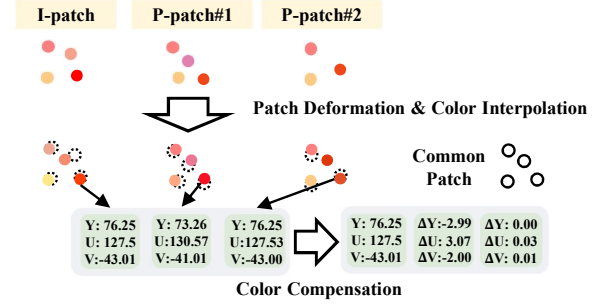 I-patch P-patch#1 P-patch#2
Patch Deformation & Color Interpolation
Common
Patch
Y: 76.25 Y: 73.26 Y: 76.25 Y: 76.25 ΔY:-2.99 ΔY: 0.00
U: 127.5 U:130.57 U:127.53 U: 127.5 ΔU: 3.07 ΔU: 0.03
V:-43.01 V:-41.01 V:-43.00 V:-43.01 ΔV:-2.00 ΔV: 0.01
Color Compensation